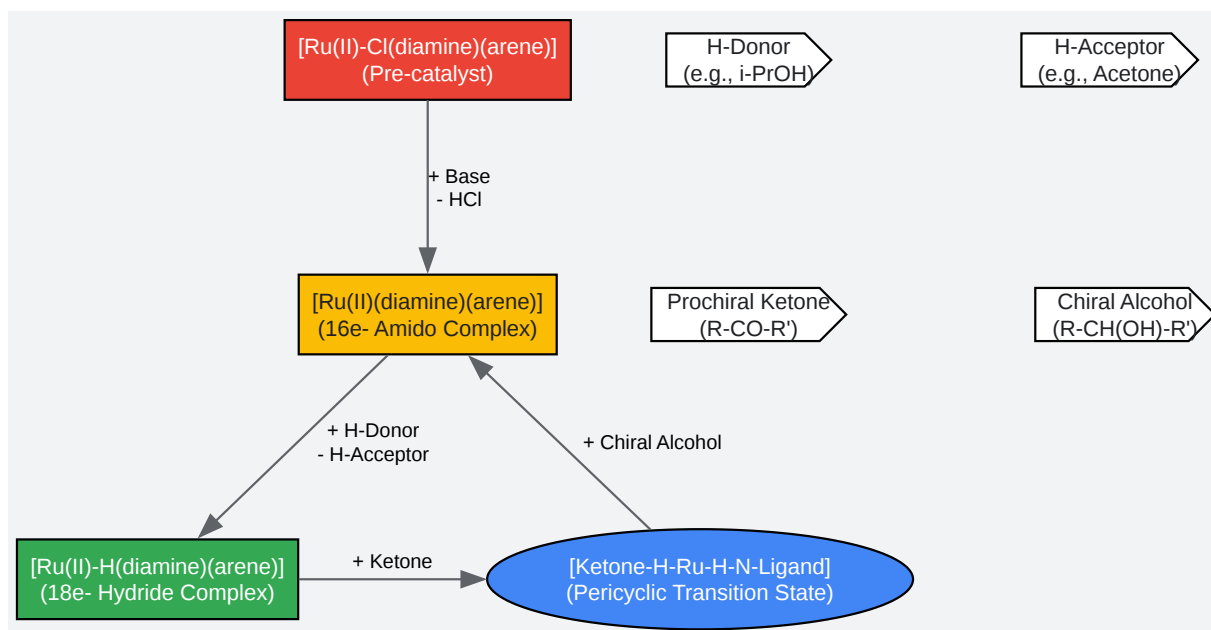 [Ru(II)-Cl(diamine)(arene)]
(Pre-catalyst)
H-Donor
(e.g., i-PrOH)
H-Acceptor
(e.g., Acetone)
+ Base
- HCl
[Ru(II)(diamine)(arene)]
(16e- Amido Complex)
Prochiral Ketone
(R-CO-R')
Chiral Alcohol
(R-CH(OH)-R')
+ H-Donor
- H-Acceptor
+ Chiral Alcohol
[Ru(II)-H(diamine)(arene)]
(18e- Hydride Complex)
+ Ketone
[Ketone-H-Ru-H-N-Ligand]
(Pericyclic Transition State)